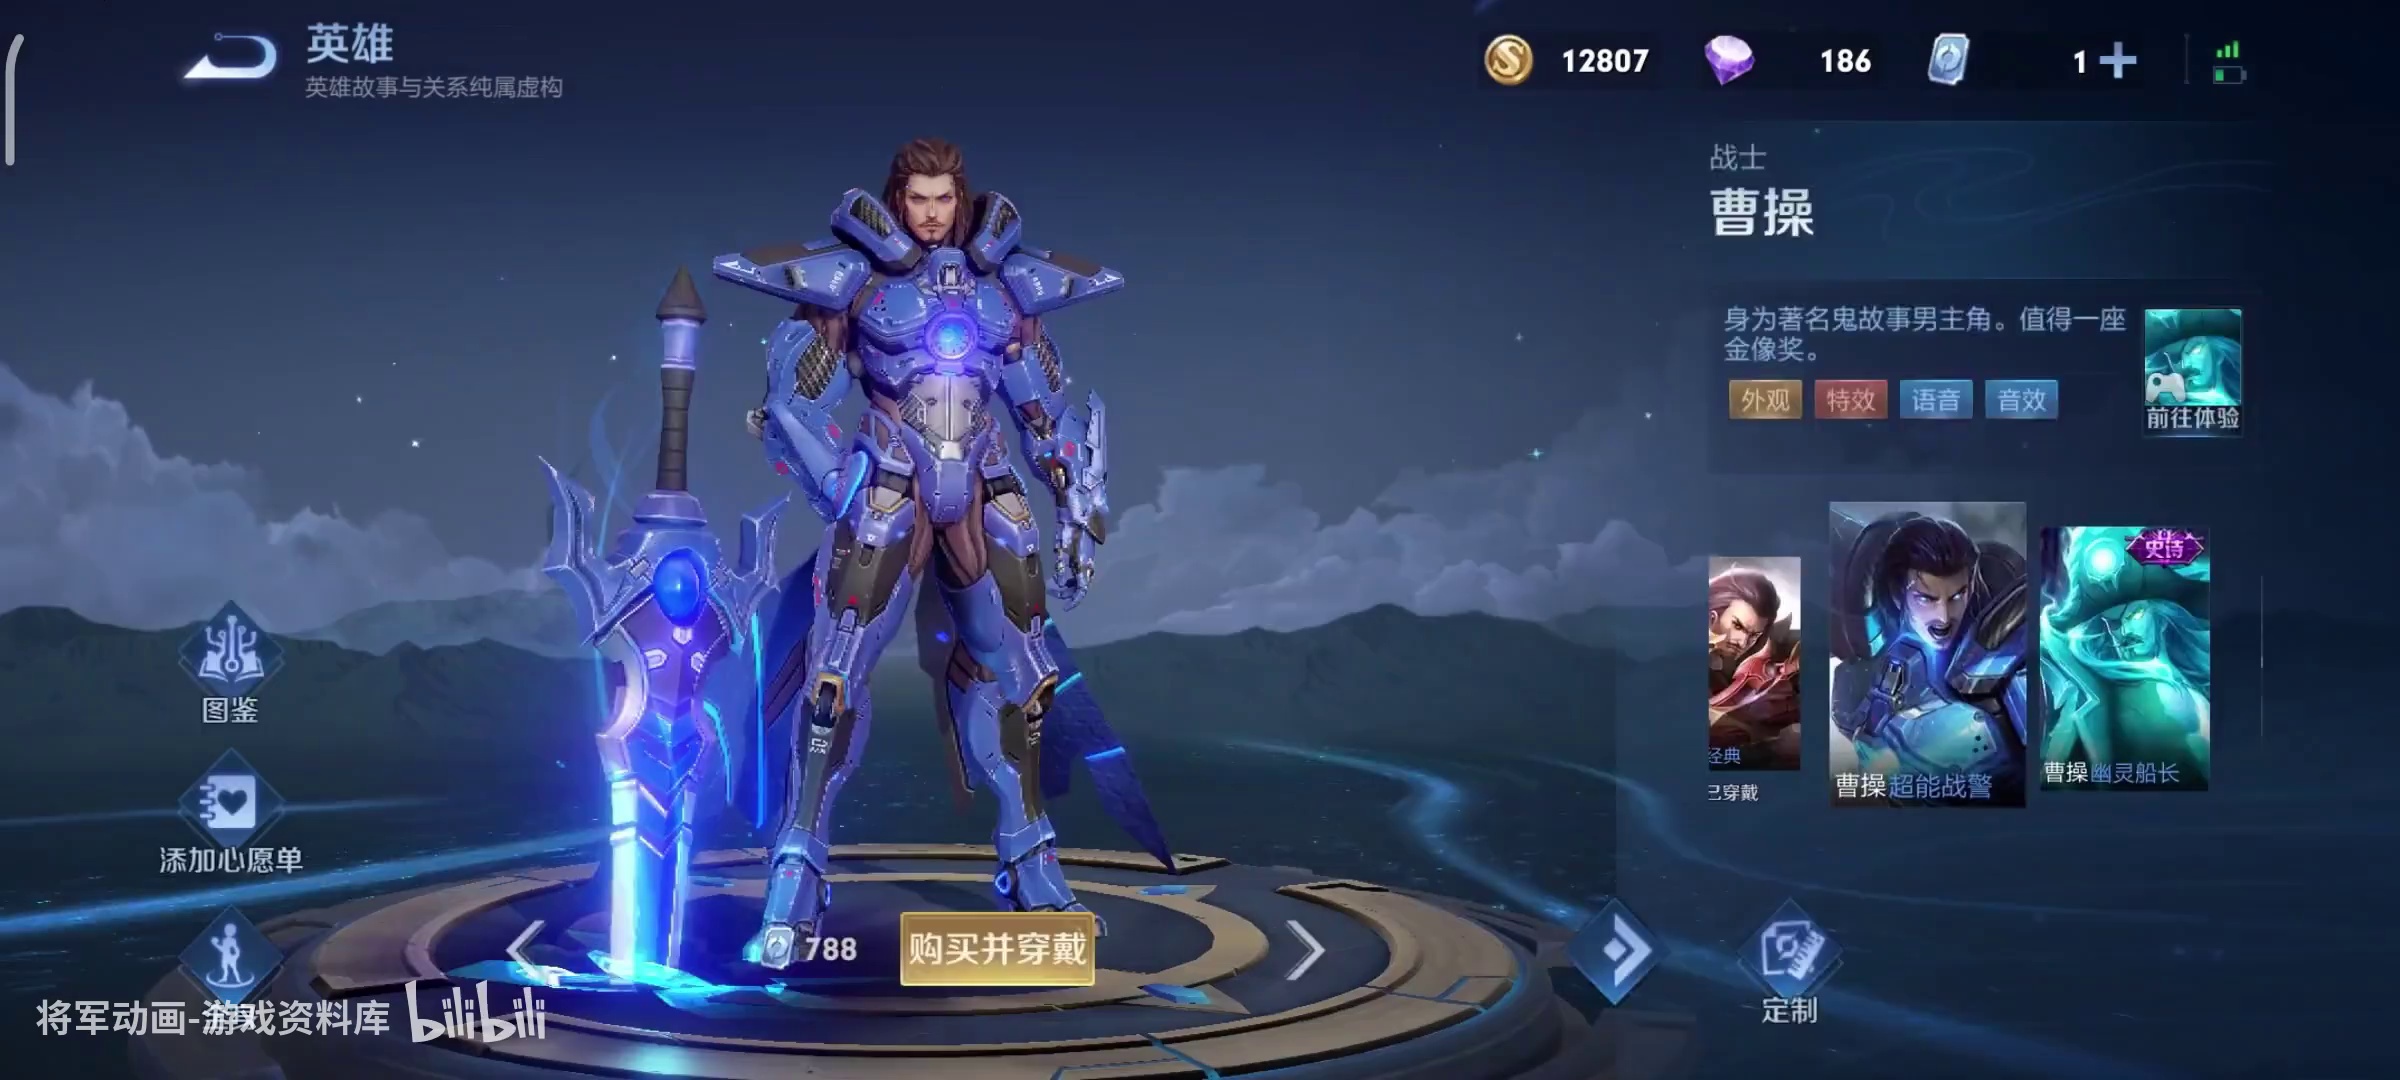 英雄
英雄故事与关系纯属虚构
12807
186
1
战士
曹操
身为著名鬼故事男主角。值得一座
金像奖。
外观
特效
语音
音效
前往体验
史诗
经典
已穿戴
曹操 超能战警
曹操 幽灵船长
图鉴
添加心愿单
788
购买并穿戴
定制
将军动画-游戏资料库
bilibili